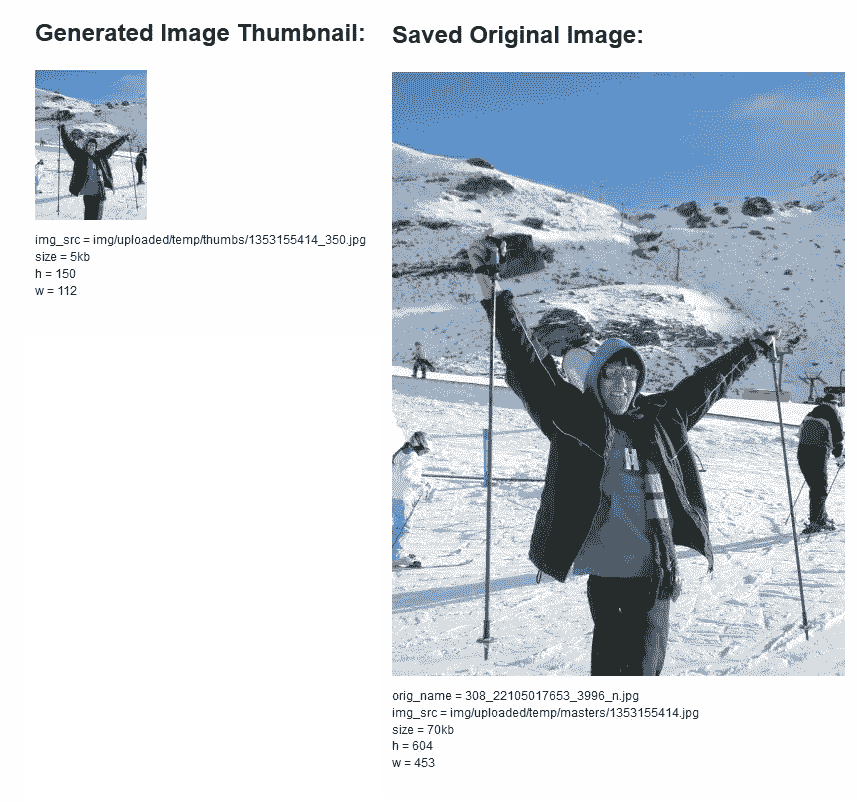 Generated Image Thumbnail:
img_src = img/uploaded/temp/thumbs/1353155414_350.jpg
size = 5kb
h = 150
w = 112
Saved Original Image:
H
orig_name = 308_22105017653_3996_n.jpg
img_src = img/uploaded/temp/masters/1353155414.jpg
size = 70kb
h = 604
w = 453